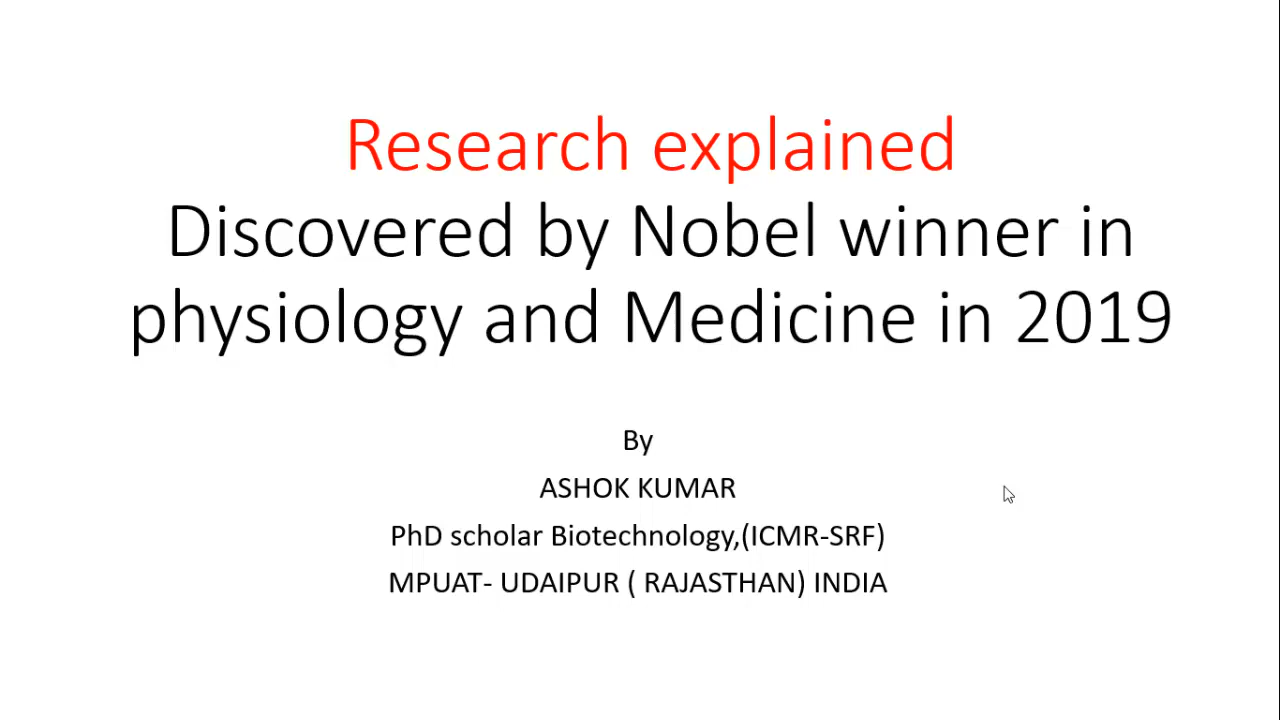 Research explained
Discovered by Nobel winner in
physiology and Medicine in 2019
By
ASHOK KUMAR
PhD scholar Biotechnology,(ICMR-SRF)
MPUAT- UDAIPUR ( RAJASTHAN) INDIA